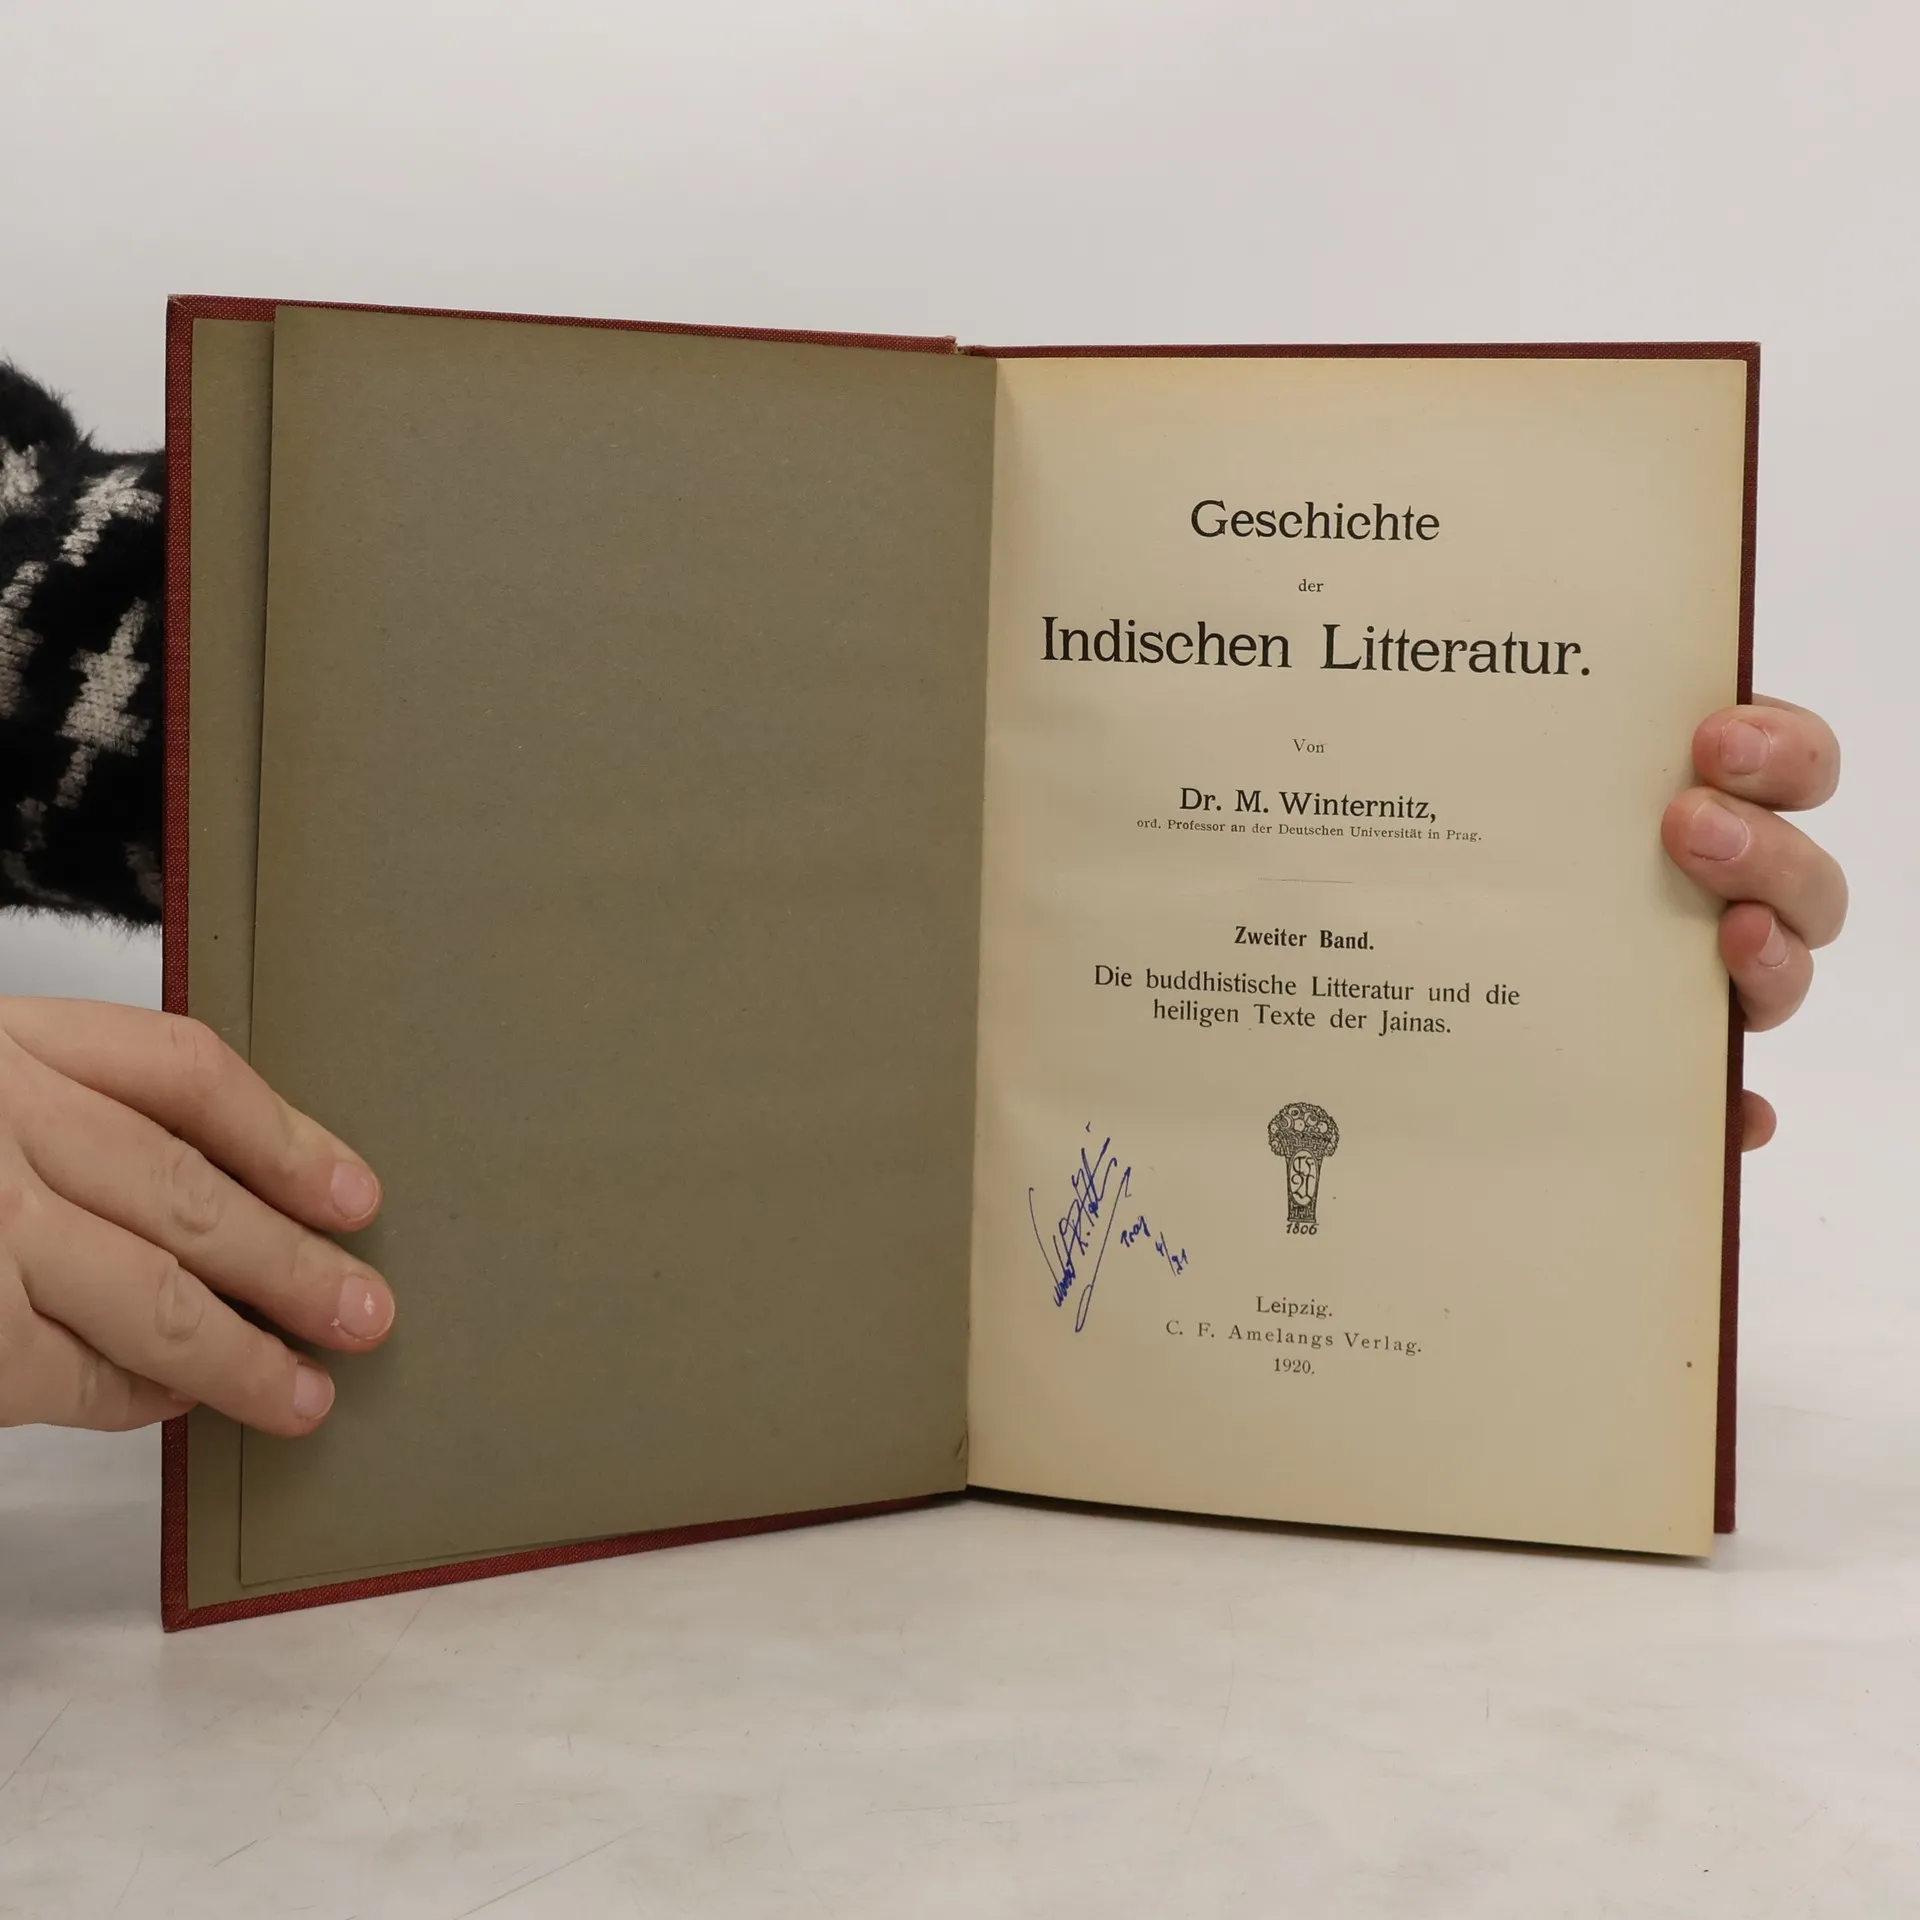 Geschichte
der
Indischen Litteratur.
Von
Dr. M. Winternitz,
ord. Professor an der Deutschen Universität in Prag.
Zweiter Band.
Die buddhistische Litteratur und die
heiligen Texte der Jainas.
1806
Prag
Leipzig.
C. F. Amelangs Verlag.
1920.